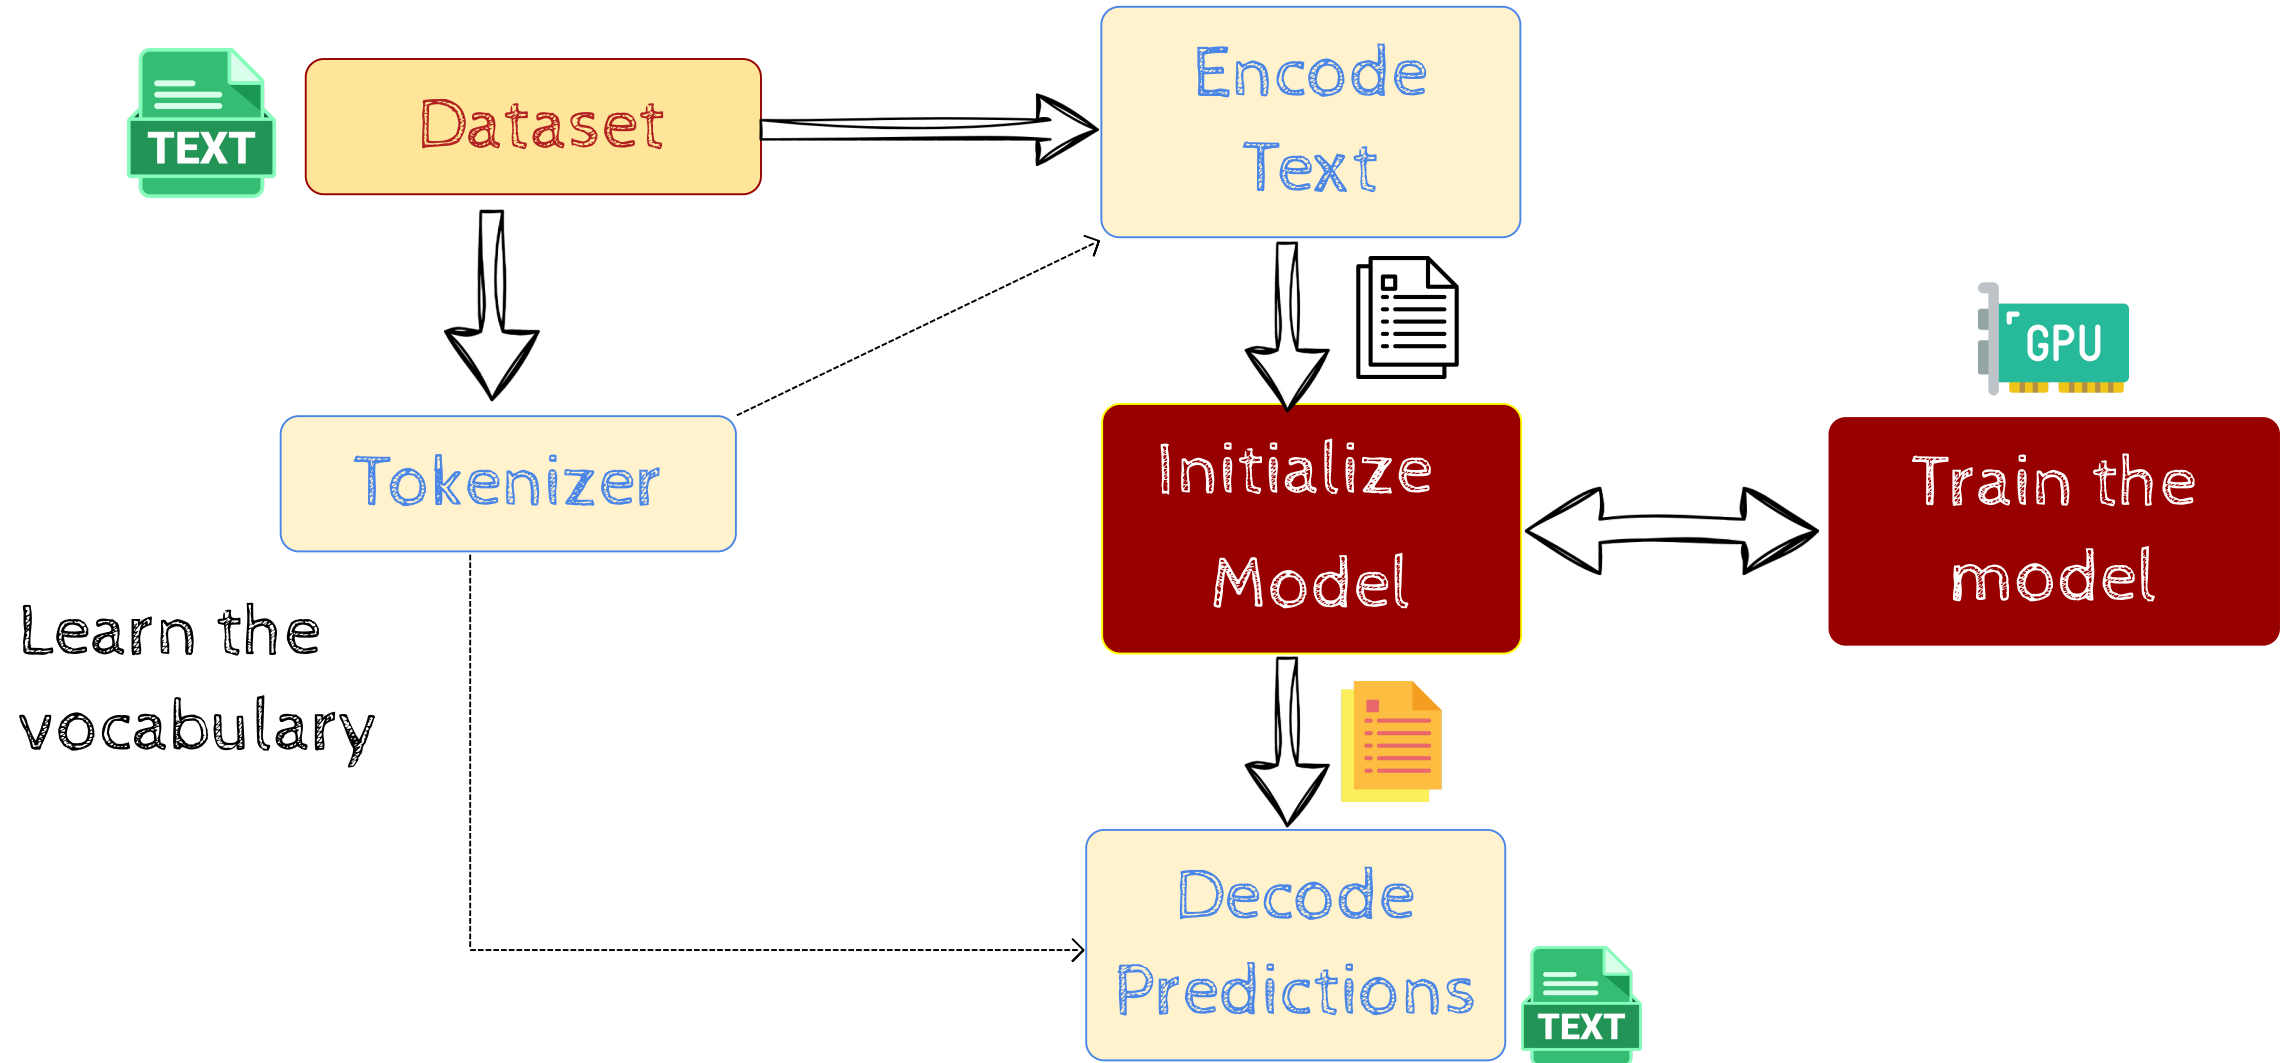 TEXT
Dataset
Encode
Text
GPU
Tokenizer
Initialize
Model
Train the
model
Learn the
vocabulary
Decode
Predictions
TEXT